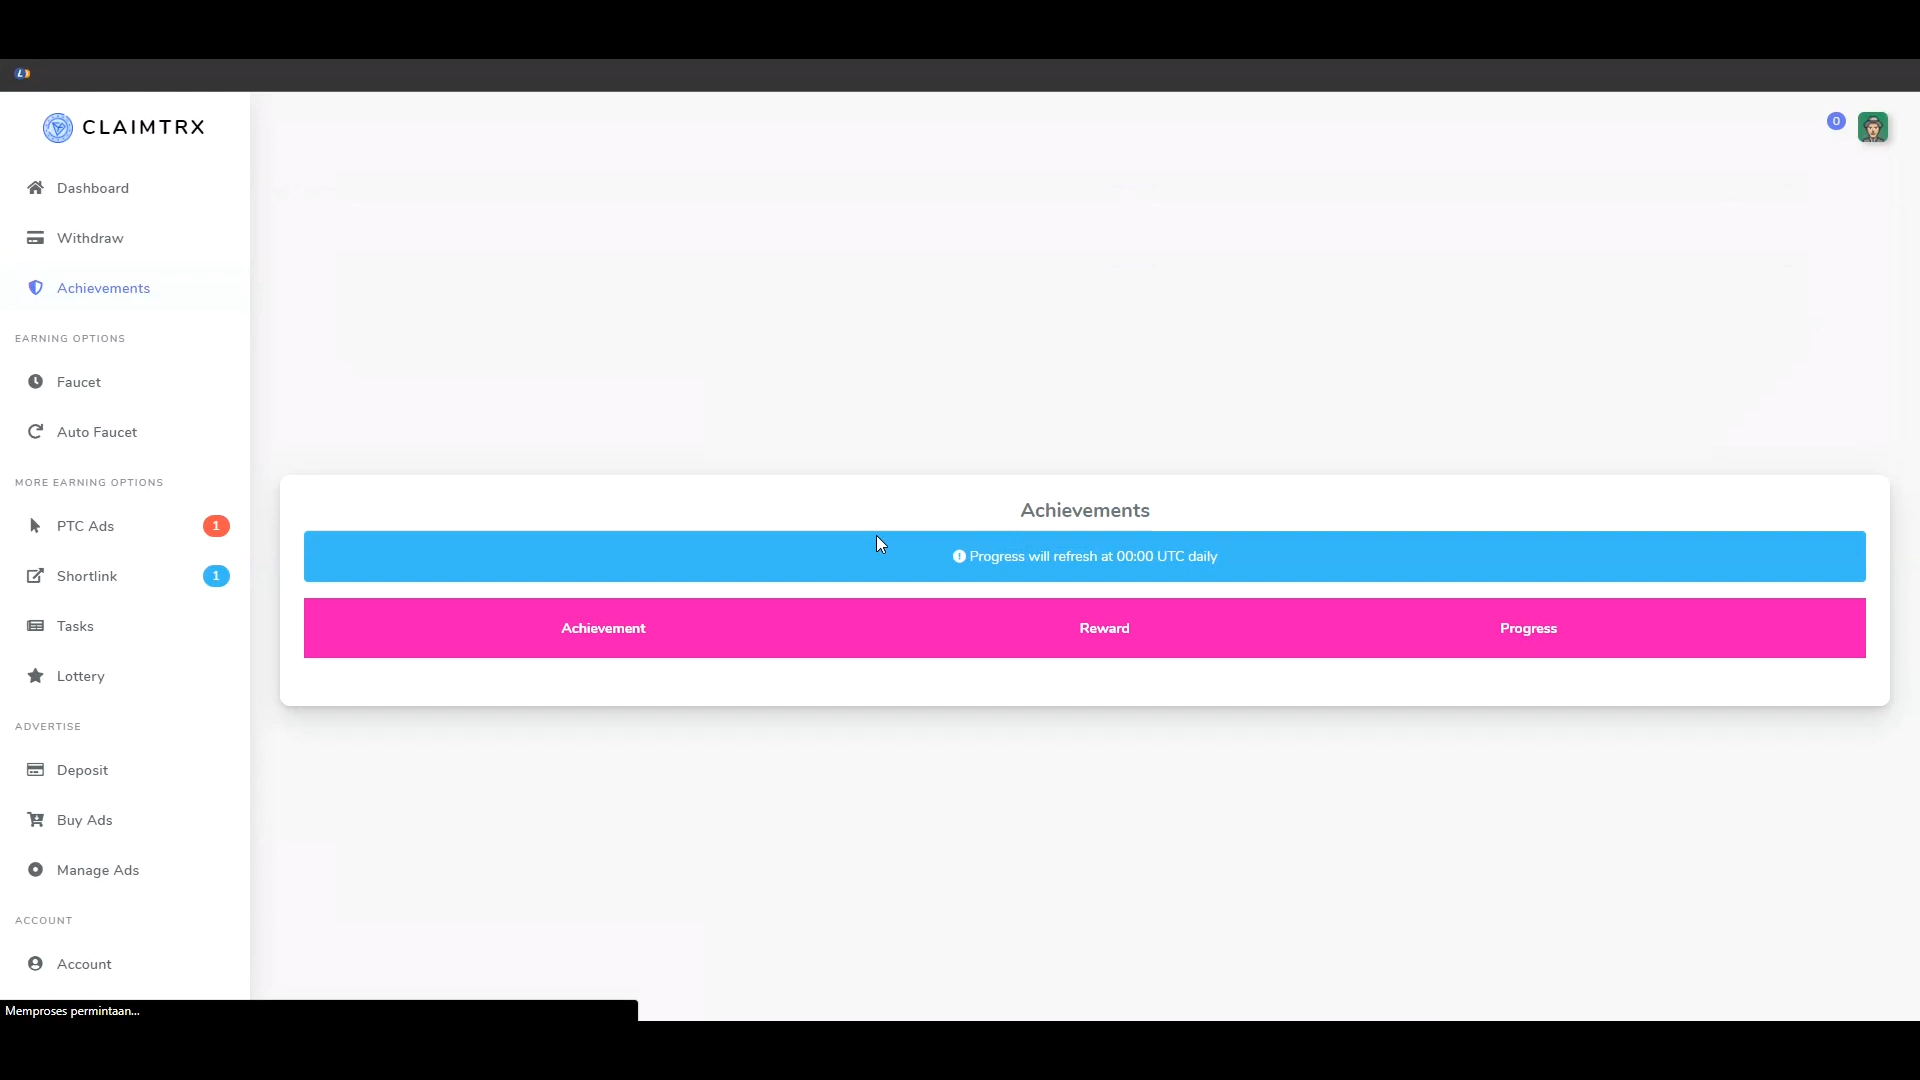 CLAIMTRX
0
Dashboard
Withdraw
Achievements
EARNING OPTIONS
Faucet
Auto Faucet
MORE EARNING OPTIONS
PTC Ads 1
Shortlink 1
Tasks
Lottery
ADVERTISE
Deposit
Buy Ads
Manage Ads
ACCOUNT
Account
Achievements
Progress will refresh at 00:00 UTC daily
Achievement Reward Progress
Memproses permintaan...